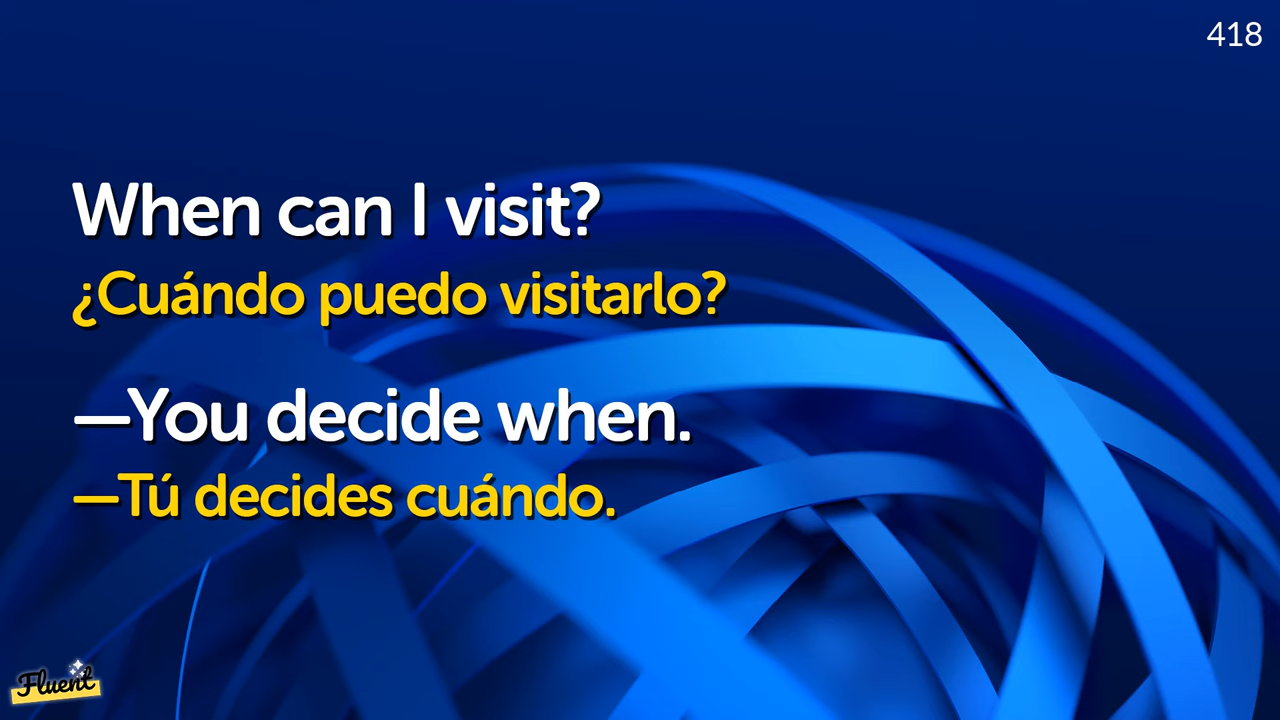 418
When can I visit?
¿Cuándo puedo visitarlo?
—You decide when.
—Tú decides cuándo.
Fluent